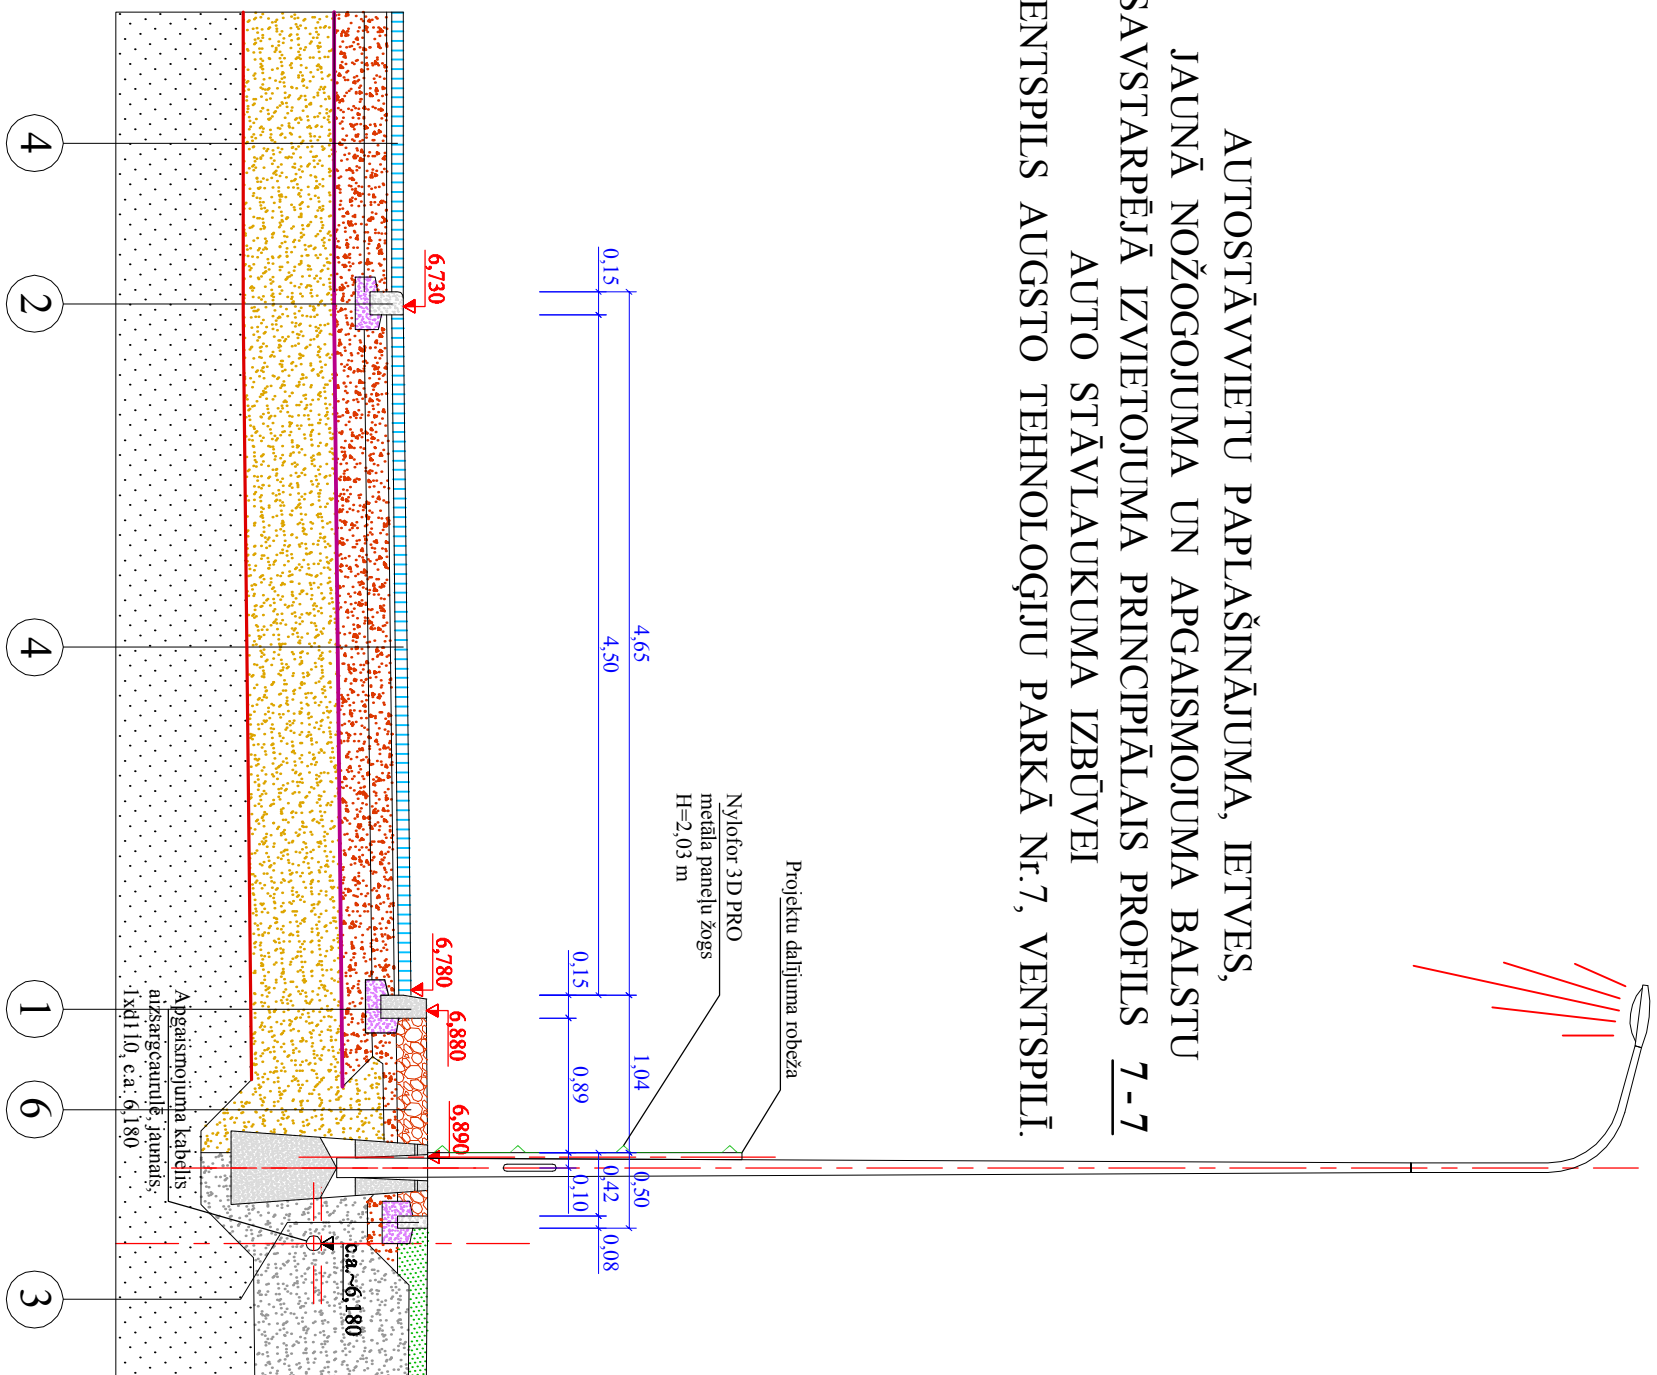 AUTOSTĀVVIETU PAPLAŠINĀJUMA, IETVES,
JAUNĀ NOŽOGOJUMA UN APGAISMOJUMA BALSTU
SAVSTARPĒJĀ IZVIETOJUMA PRINCIPIĀLAIS PROFILS 7-7
AUTO STĀVLAUKUMA IZBŪVEI
ENTSPILS AUGSTO TEHNOLOĢIJU PARKĀ Nr.7, VENTSPILĪ.
Projektu dalījuma robeža
Nylofor 3D PRO
metāla paneļu žogs
H=2,03 m
4,65
1,04
0,50
0,15
4,50
0,42
0,08
0,15
0,89
0,10
6,730
6,780
6,880
6,890
c.a.~6,180
Apgaismojuma kabelis
aizsargcaurulē, jaunais,
1xd110, c.a. 6,180
4
2
4
1
6
3